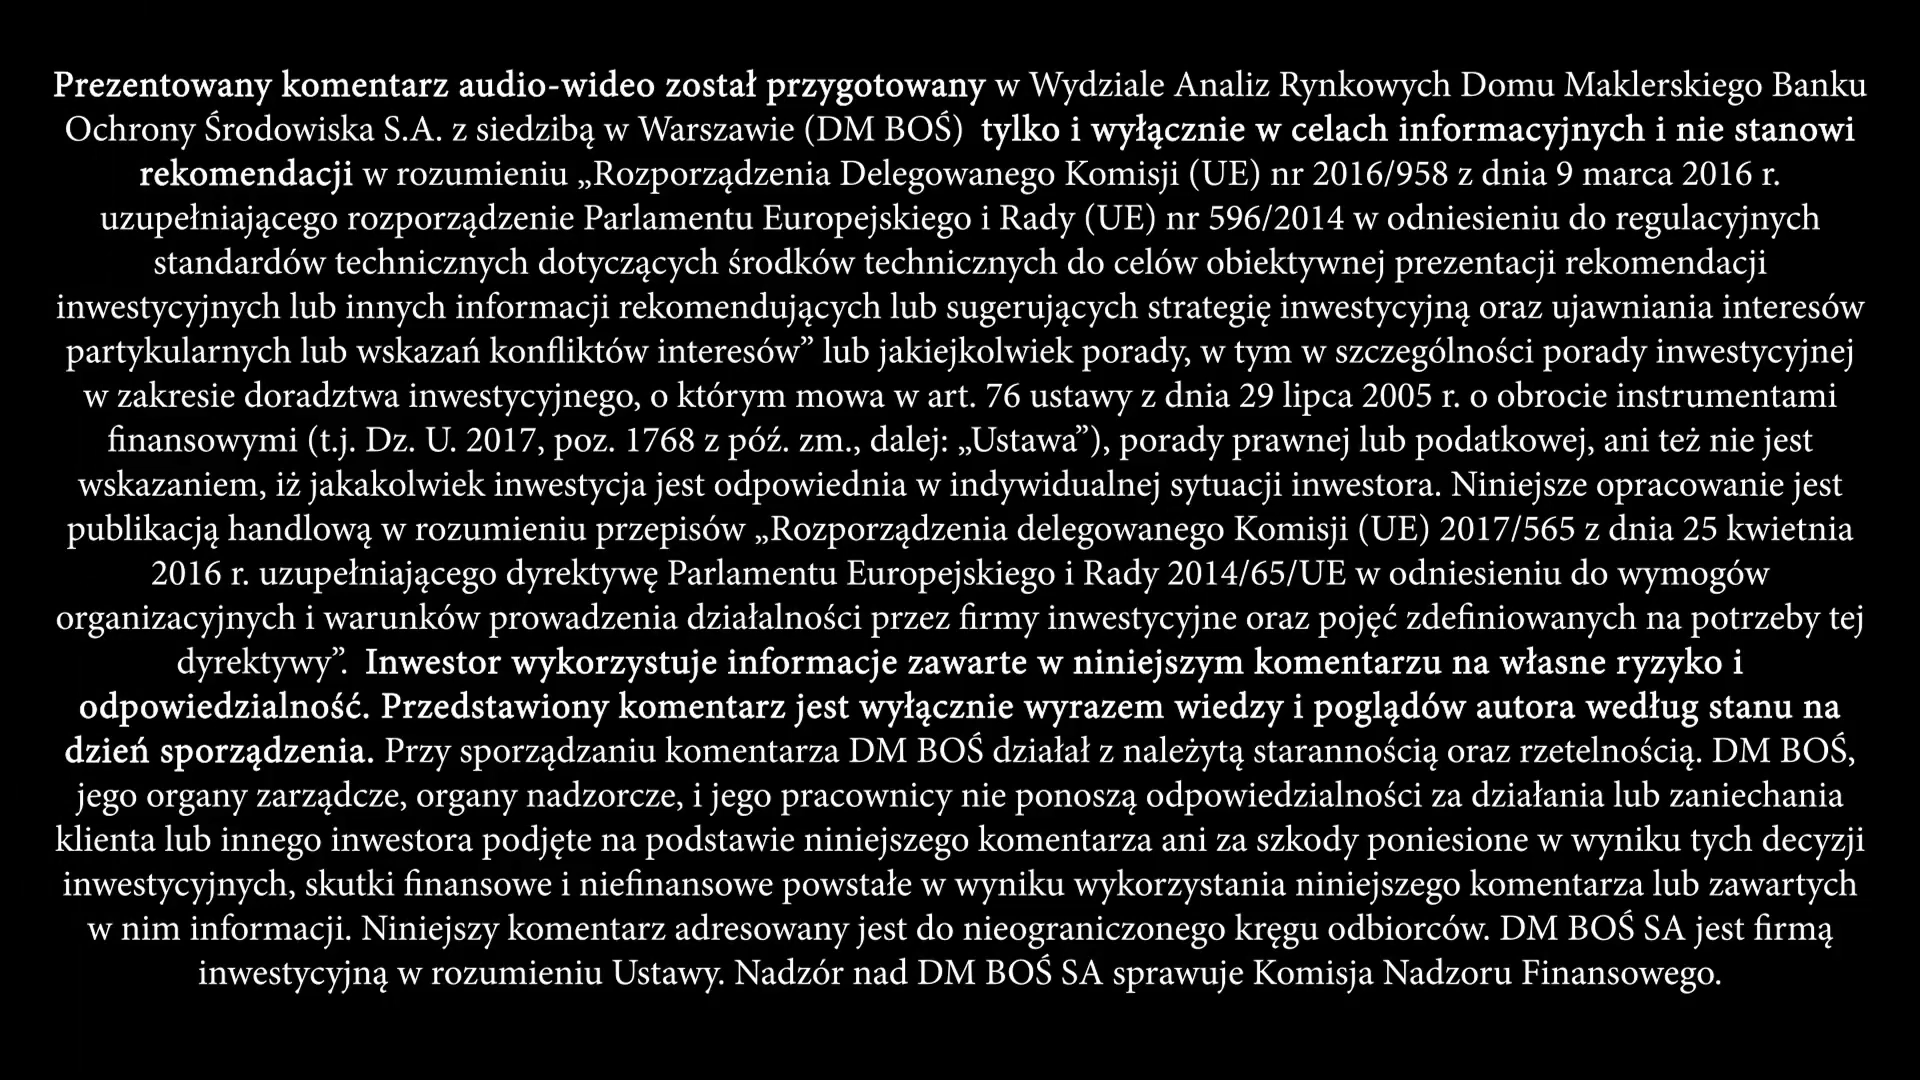 Prezentowany komentarz audio-wideo został przygotowany w Wydziale Analiz Rynkowych Domu Maklerskiego Banku
Ochrony Środowiska S.A. z siedzibą w Warszawie (DM BOŚ) tylko i wyłącznie w celach informacyjnych i nie stanowi
rekomendacji w rozumieniu „Rozporządzenia Delegowanego Komisji (UE) nr 2016/958 z dnia 9 marca 2016 r.
uzupełniającego rozporządzenie Parlamentu Europejskiego i Rady (UE) nr 596/2014 w odniesieniu do regulacyjnych
standardów technicznych dotyczących środków technicznych do celów obiektywnej prezentacji rekomendacji
inwestycyjnych lub innych informacji rekomendujących lub sugerujących strategię inwestycyjną oraz ujawniania interesów
partykularnych lub wskazań konfliktów interesów” lub jakiejkolwiek porady, w tym w szczególności porady inwestycyjnej
w zakresie doradztwa inwestycyjnego, o którym mowa w art. 76 ustawy z dnia 29 lipca 2005 r. o obrocie instrumentami
finansowymi (t.j. Dz. U. 2017, poz. 1768 z póź. zm., dalej: „Ustawa”), porady prawnej lub podatkowej, ani też nie jest
wskazaniem, iż jakakolwiek inwestycja jest odpowiednia w indywidualnej sytuacji inwestora. Niniejsze opracowanie jest
publikacją handlową w rozumieniu przepisów „Rozporządzenia delegowanego Komisji (UE) 2017/565 z dnia 25 kwietnia
2016 r. uzupełniającego dyrektywę Parlamentu Europejskiego i Rady 2014/65/UE w odniesieniu do wymogów
organizacyjnych i warunków prowadzenia działalności przez firmy inwestycyjne oraz pojęć zdefiniowanych na potrzeby tej
dyrektywy”. Inwestor wykorzystuje informacje zawarte w niniejszym komentarzu na własne ryzyko i
odpowiedzialność. Przedstawiony komentarz jest wyłącznie wyrazem wiedzy i poglądów autora według stanu na
dzień sporządzenia. Przy sporządzaniu komentarza DM BOŚ działał z należytą starannością oraz rzetelnością. DM BOŚ,
jego organy zarządcze, organy nadzorcze, i jego pracownicy nie ponoszą odpowiedzialności za działania lub zaniechania
klienta lub innego inwestora podjęte na podstawie niniejszego komentarza ani za szkody poniesione w wyniku tych decyzji
inwestycyjnych, skutki finansowe i niefinansowe powstałe w wyniku wykorzystania niniejszego komentarza lub zawartych
w nim informacji. Niniejszy komentarz adresowany jest do nieograniczonego kręgu odbiorców. DM BOŚ SA jest firmą
inwestycyjną w rozumieniu Ustawy. Nadzór nad DM BOŚ SA sprawuje Komisja Nadzoru Finansowego.